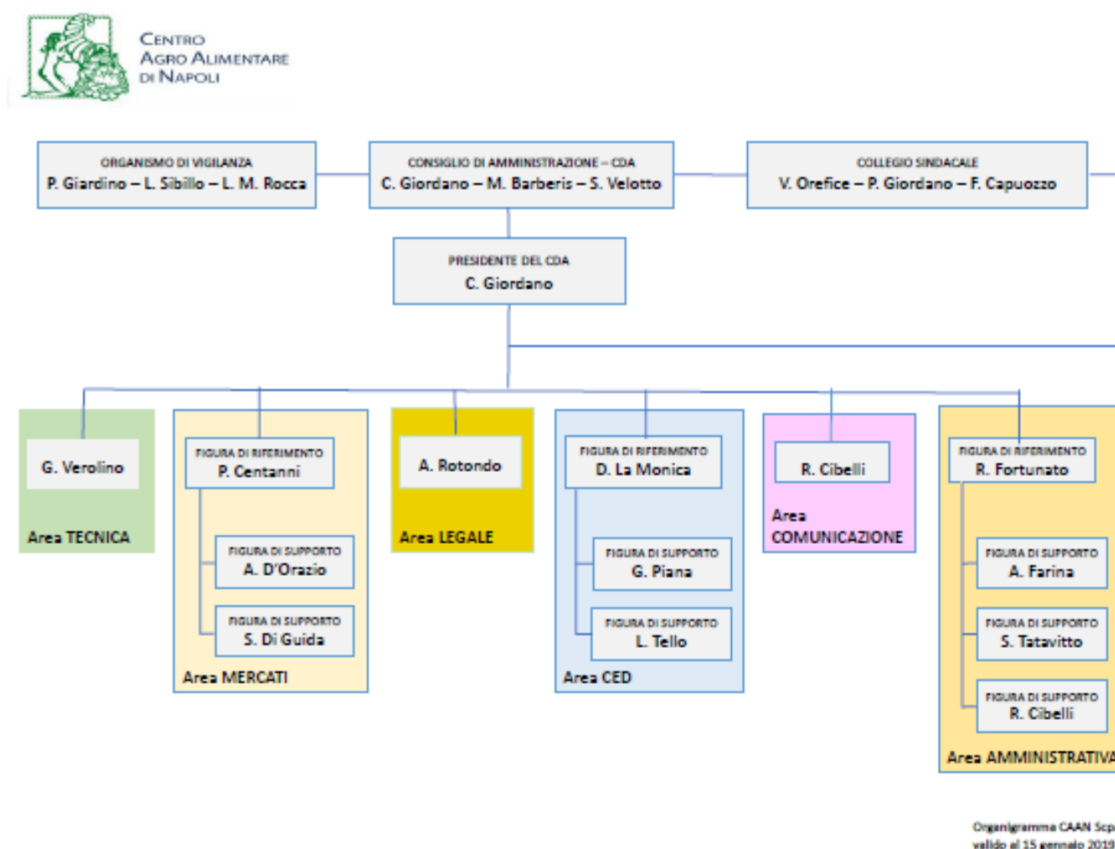 CENTRO
AGRO ALIMENTARE
DI NAPOLI
ORGANISMO DI VIGILANZA
P. Giardino – L. Sibillo – L. M. Rocca
CONSIGLIO DI AMMINISTRAZIONE – CDA
C. Giordano – M. Barberis – S. Velotto
COLLEGIO SINDACALE
V. Orefice – P. Giordano – F. Capuozzo
PRESIDENTE DEL CDA
C. Giordano
G. Verolino
Area TECNICA
FIGURA DI RIFERIMENTO
P. Centanni
FIGURA DI SUPPORTO
A. D'Orazio
FIGURA DI SUPPORTO
S. Di Guida
Area MERCATI
A. Rotondo
Area LEGALE
FIGURA DI RIFERIMENTO
D. La Monica
FIGURA DI SUPPORTO
G. Piana
FIGURA DI SUPPORTO
L. Tello
Area CED
R. Cibelli
Area
COMUNICAZIONE
FIGURA DI RIFERIMENTO
R. Fortunato
FIGURA DI SUPPORTO
A. Farina
FIGURA DI SUPPORTO
S. Tatavitto
FIGURA DI SUPPORTO
R. Cibelli
Area AMMINISTRATIVA
Organigramma CAAN Scp
valido al 15 gennaio 2019